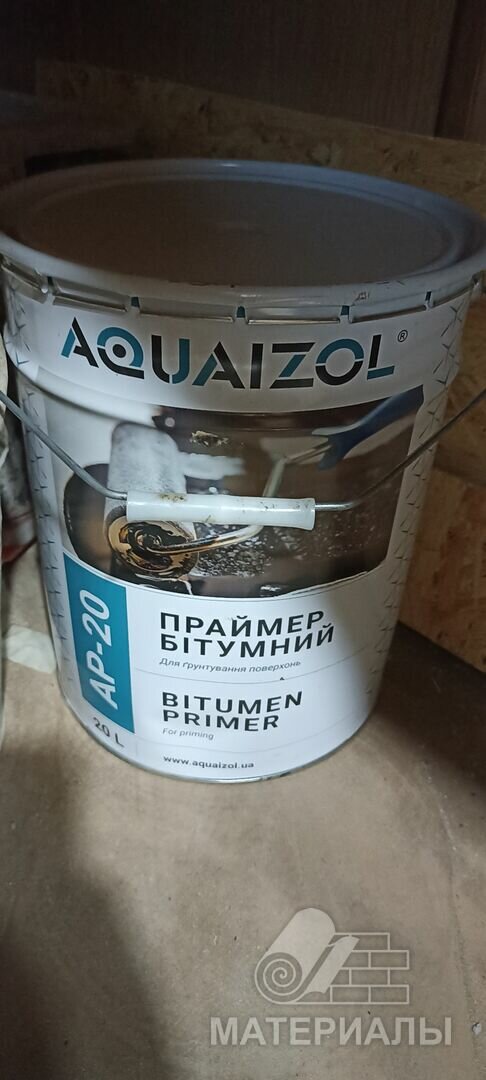 AQUAIZOL®
AP-20
20 L
ПРАЙМЕР
БІТУМНИЙ
Для ґрунтування поверхонь
BITUMEN
PRIMER
For priming
www.aquaizol.ua
МАТЕРИАЛЫ